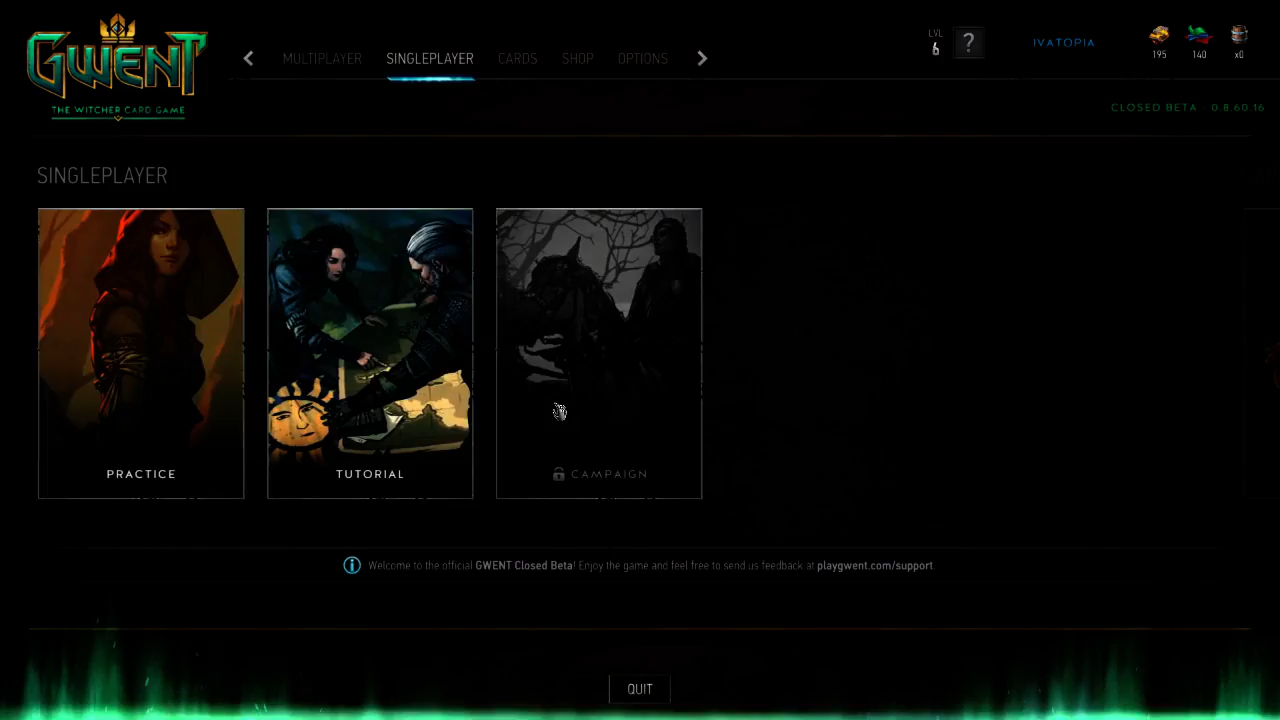 GWENT
THE WITCHER CARD GAME
MULTIPLAYER SINGLEPLAYER CARDS SHOP OPTIONS
LVL
6
?
IVATOPIA
195 140 x0
CLOSED BETA - 0.8.60.16
SINGLEPLAYER
PRACTICE TUTORIAL CAMPAIGN
Welcome to the official GWENT Closed Beta! Enjoy the game and feel free to send us feedback at playgwent.com/support.
QUIT